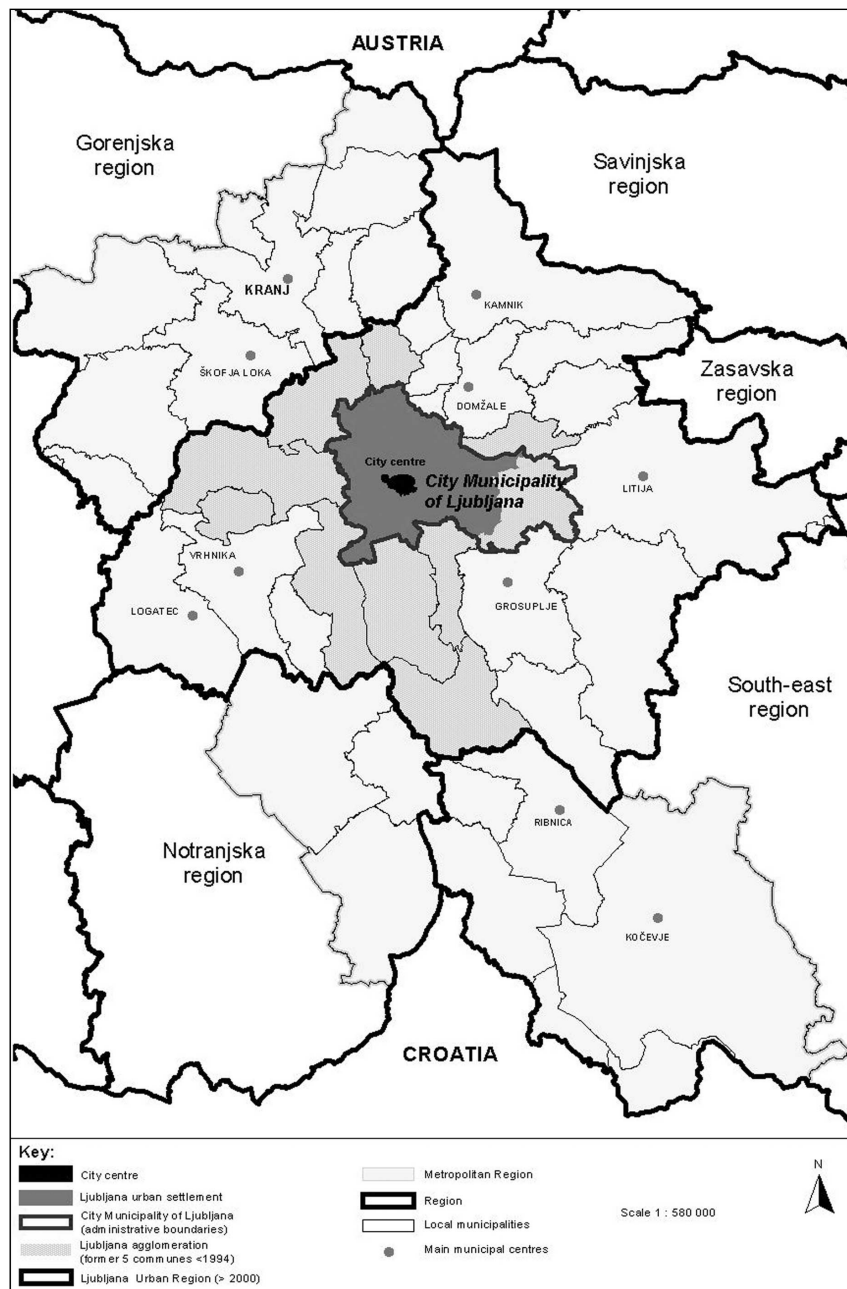 AUSTRIA
Gorenjska
region
Savinjska
region
KRANJ
KAMNIK
ŠKOFJA LOKA
DOMŽALE
Zasavska
region
City centre
City Municipality
of Ljubljana
LITIJA
VRHNIKA
LOGATEC
GROSUPLJE
South-east
region
Notranjska
region
RIBNICA
KOČEVJE
CROATIA
Key:
City centre
Ljubljana urban settlement
City Municipality of Ljubljana
(administrative boundaries)
Ljubljana agglomeration
(former 5 communes <1994)
Ljubljana Urban Region (> 2000)
Metropolitan Region
Region
Local municipalities
Main municipal centres
Scale 1 : 580 000
N